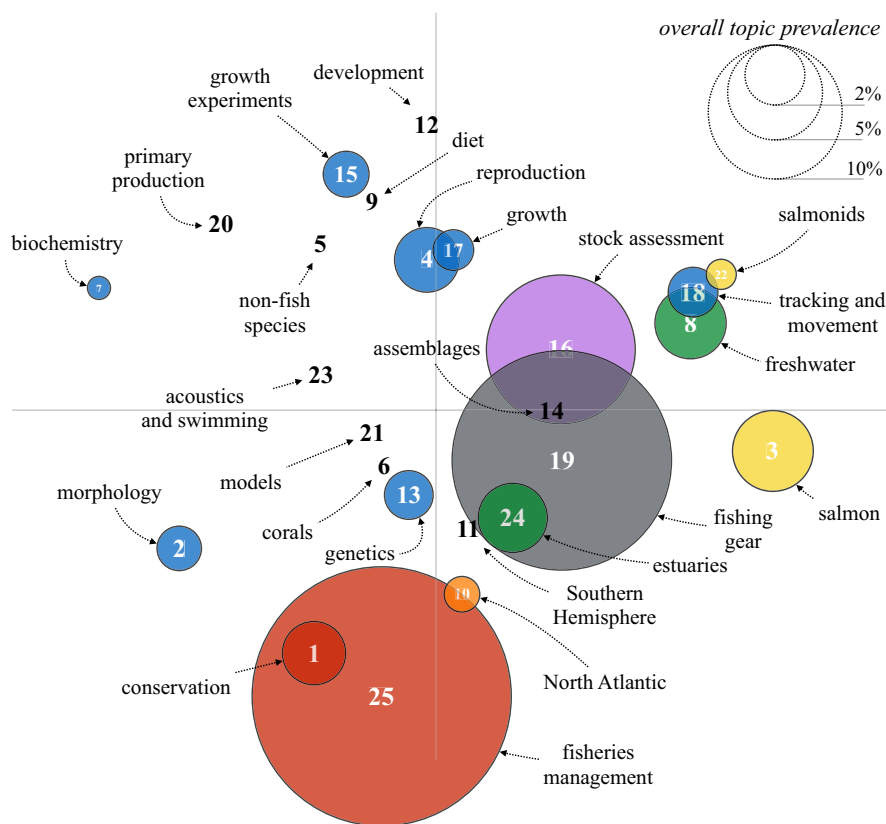 overall topic prevalence
2%
5%
10%
development
growth
experiments
12
diet
primary
production
15
reproduction
9
salmonids
20
5
growth
stock assessment
biochemistry
4
17
22
7
18
tracking and
movement
non-fish
species
8
16
assemblages
freshwater
23
acoustics
and swimming
14
21
3
19
6
models
morphology
13
24
fishing
gear
salmon
corals
11
genetics
2
estuaries
Southern
Hemisphere
10
1
conservation
25
North Atlantic
fisheries
management